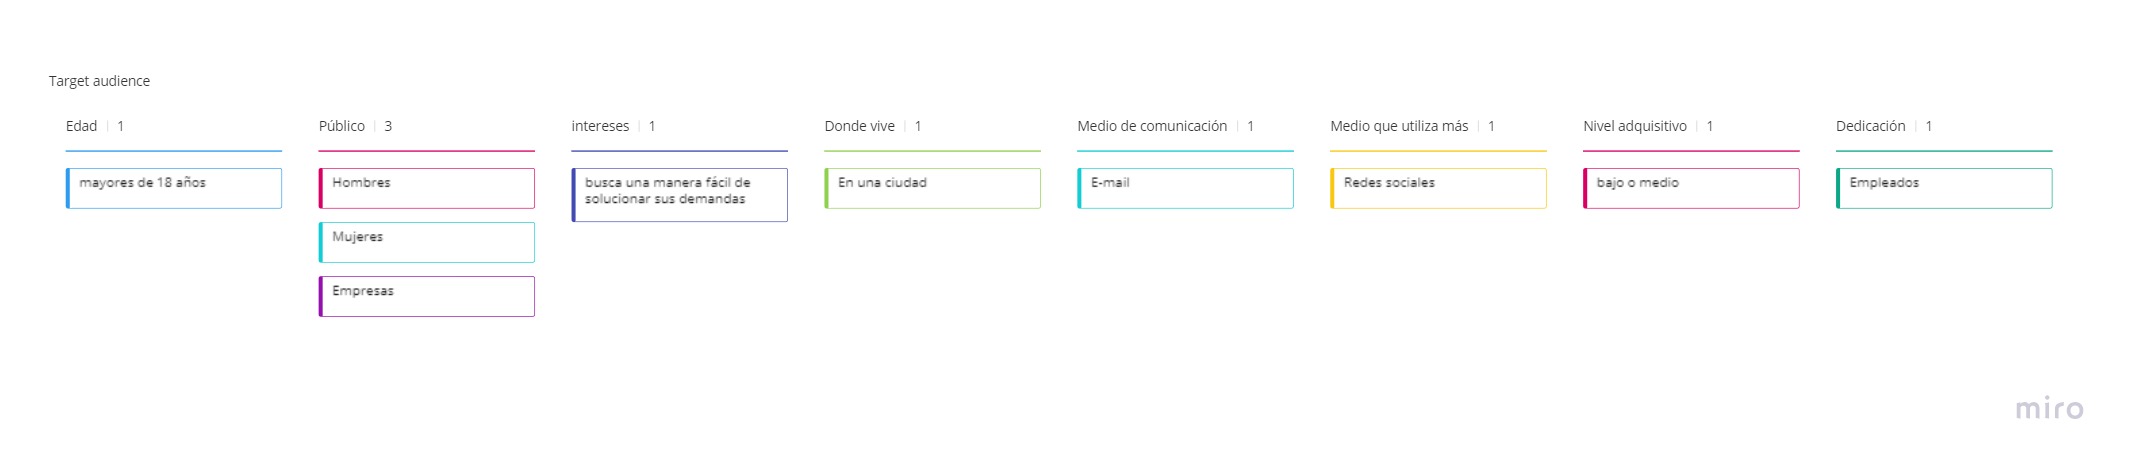 Target audience
Edad | 1
mayores de 18 años
Público | 3
Hombres
Mujeres
Empresas
intereses | 1
busca una manera fácil de
solucionar sus demandas
Donde vive | 1
En una ciudad
Medio de comunicación | 1
E-mail
Medio que utiliza más | 1
Redes sociales
Nivel adquisitivo | 1
bajo o medio
Dedicación | 1
Empleados
miro